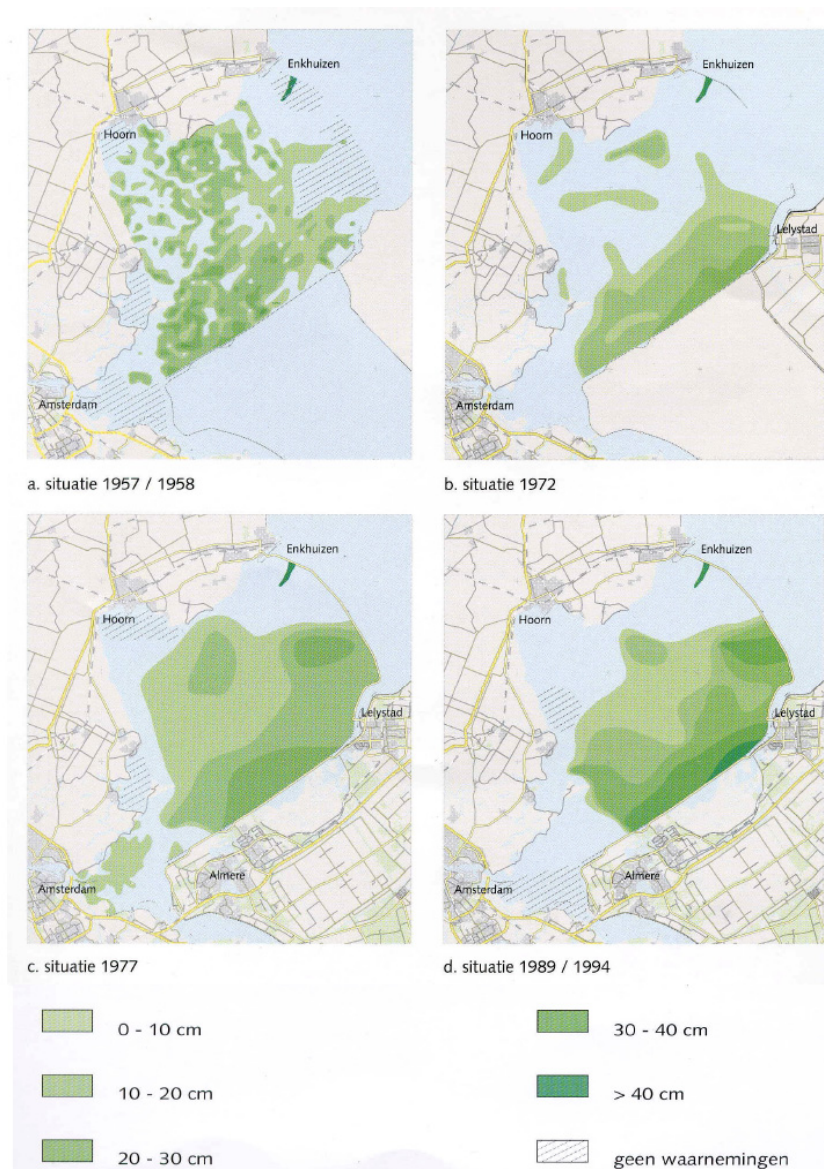 Enkhuizen
Hoorn
Amsterdam
a. situatie 1957 / 1958
Enkhuizen
Hoorn
Lelystad
Amsterdam
b. situatie 1972
Enkhuizen
Hoorn
Lelystad
Almere
Amsterdam
c. situatie 1977
Enkhuizen
Hoorn
Lelystad
Almere
Amsterdam
d. situatie 1989 / 1994
0 - 10 cm
10 - 20 cm
20 - 30 cm
30 - 40 cm
> 40 cm
geen waarnemingen